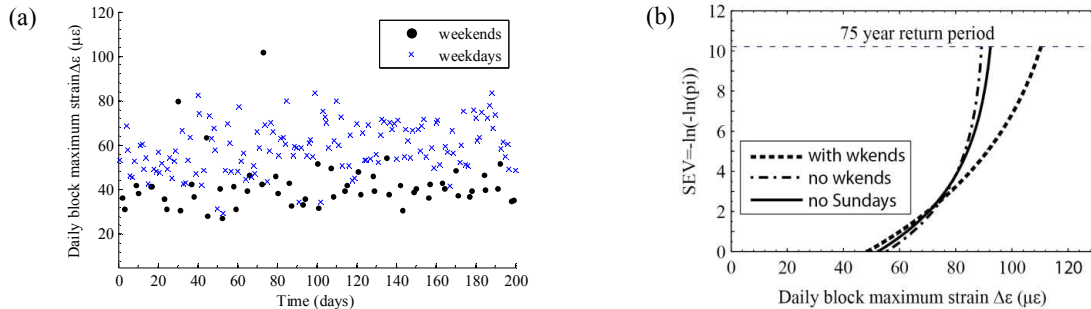 (a)
120
100
80
60
40
20
Daily block maximum strainΔε (με)
weekends
weekdays
0 20 40 60 80 100 120 140 160 180 200
Time (days)
(b)
12
10
8
6
4
2
0
SEV=-ln(-ln(pi))
75 year return period
with wkends
no wkends
no Sundays
0 20 40 60 80 100 120
Daily block maximum strain Δε (με)